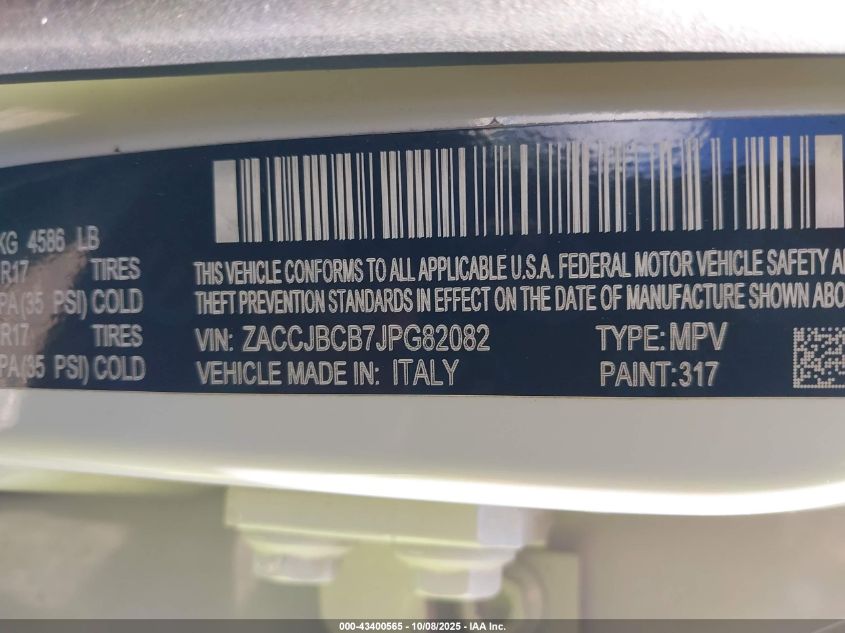 KG 4586 LB
R17 TIRES
PA(35 PSI) COLD
R17 TIRES
PA(35 PSI) COLD
THIS VEHICLE CONFORMS TO ALL APPLICABLE U.S.A. FEDERAL MOTOR VEHICLE SAFETY
THEFT PREVENTION STANDARDS IN EFFECT ON THE DATE OF MANUFACTURE SHOWN
VIN: ZACCJBCB7JPG82082 TYPE: MPV
VEHICLE MADE IN: ITALY PAINT:317
000-43400565 - 10/08/2025 - IAA Inc.